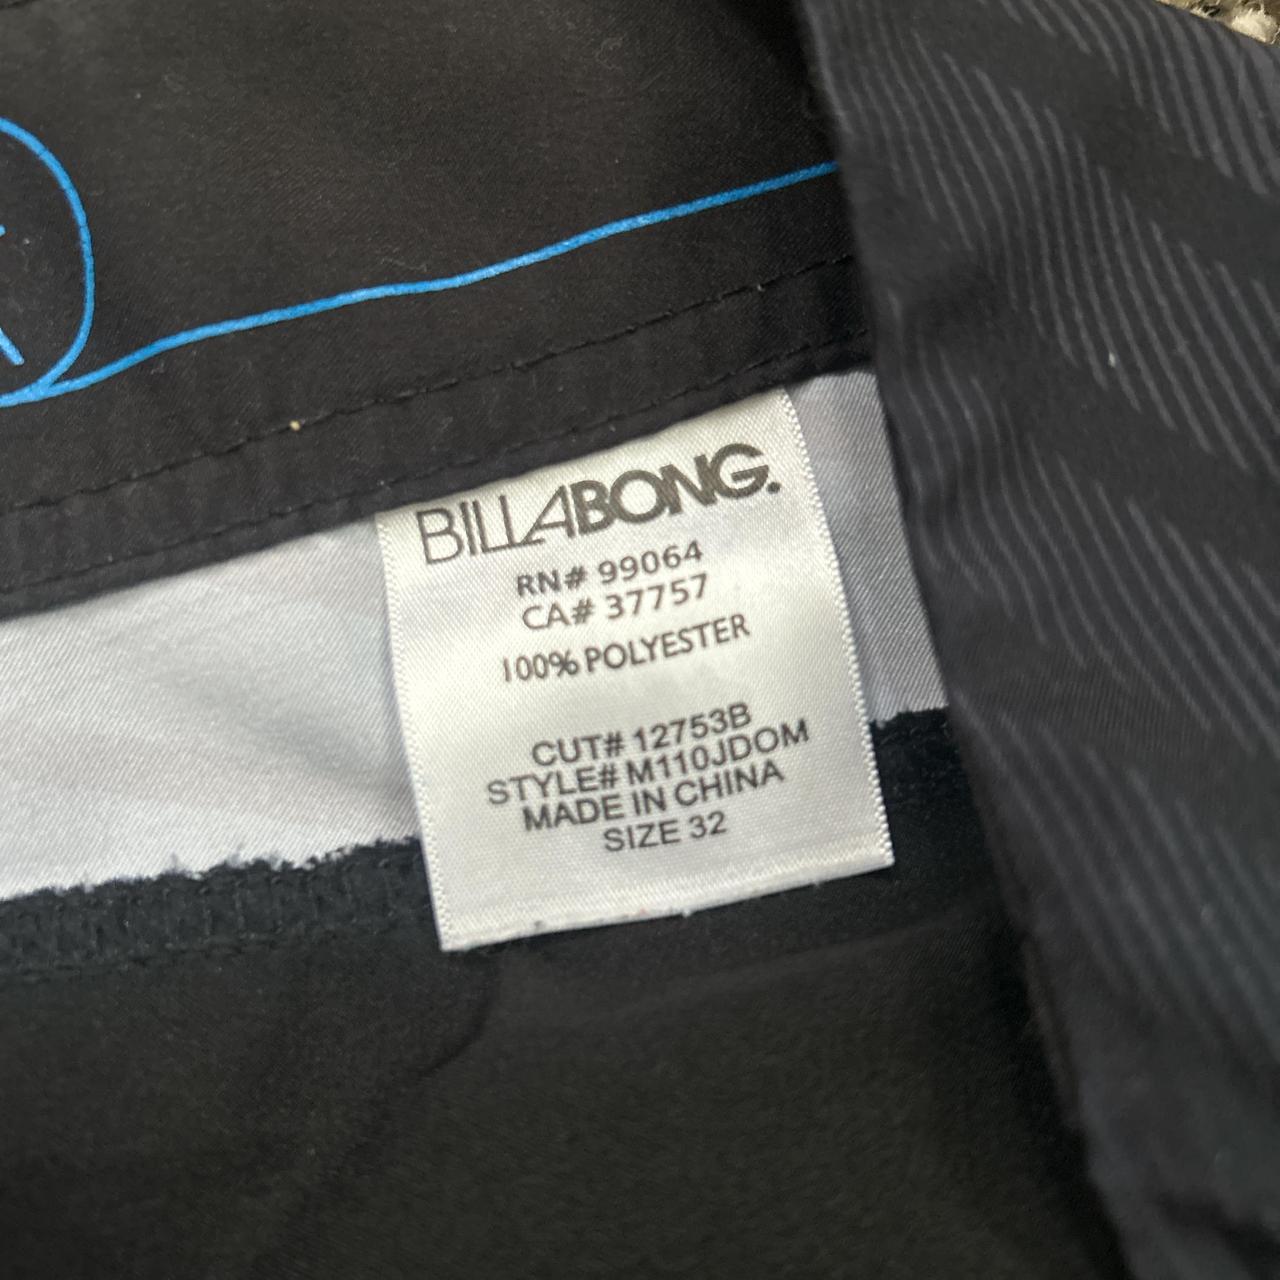 BILLABONG.
RN# 99064
CA# 37757
100% POLYESTER
CUT# 12753B
STYLE# M110JDOM
MADE IN CHINA
SIZE 32